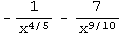 - 1/x^{4/5} - 7/x^{9/10}